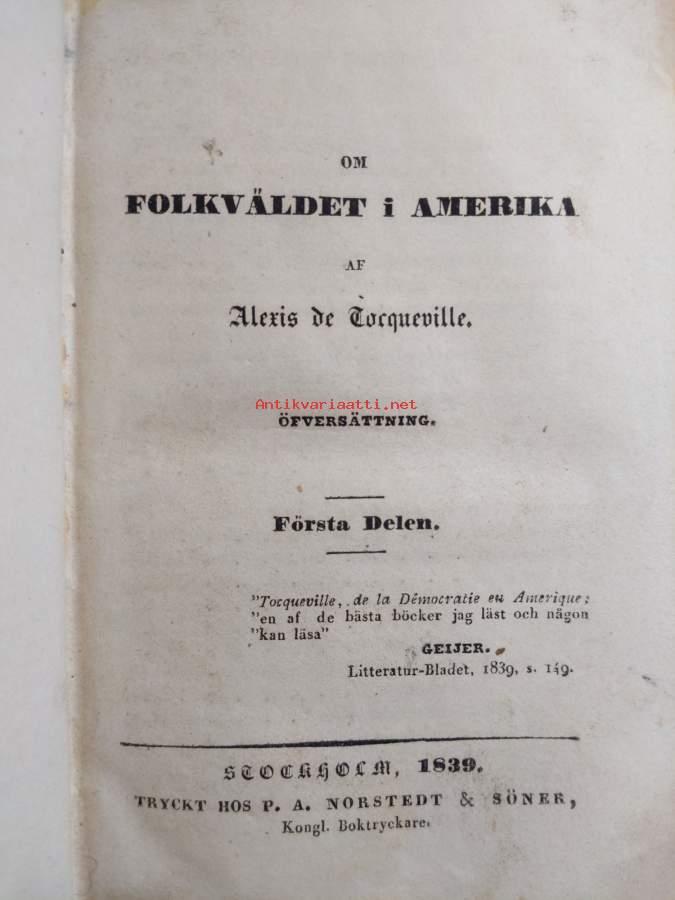 OM
FOLKVÄLDET i AMERIKA
AF
Alexis de Tocqueville.
Antikvariaatti.net
ÖFVERSÄTTNING.
Första Delen.
"Tocqueville, de la Démocratie en Amerique;
"en af de bästa böcker jag läst och någon
"kan läsa"
GEIJER.
Litteratur-Bladet, 1839, s. 149.
STOCKHOLM, 1839.
TRYCKT HOS P. A. NORSTEDT & SÖNER,
Kongl. Boktryckare.